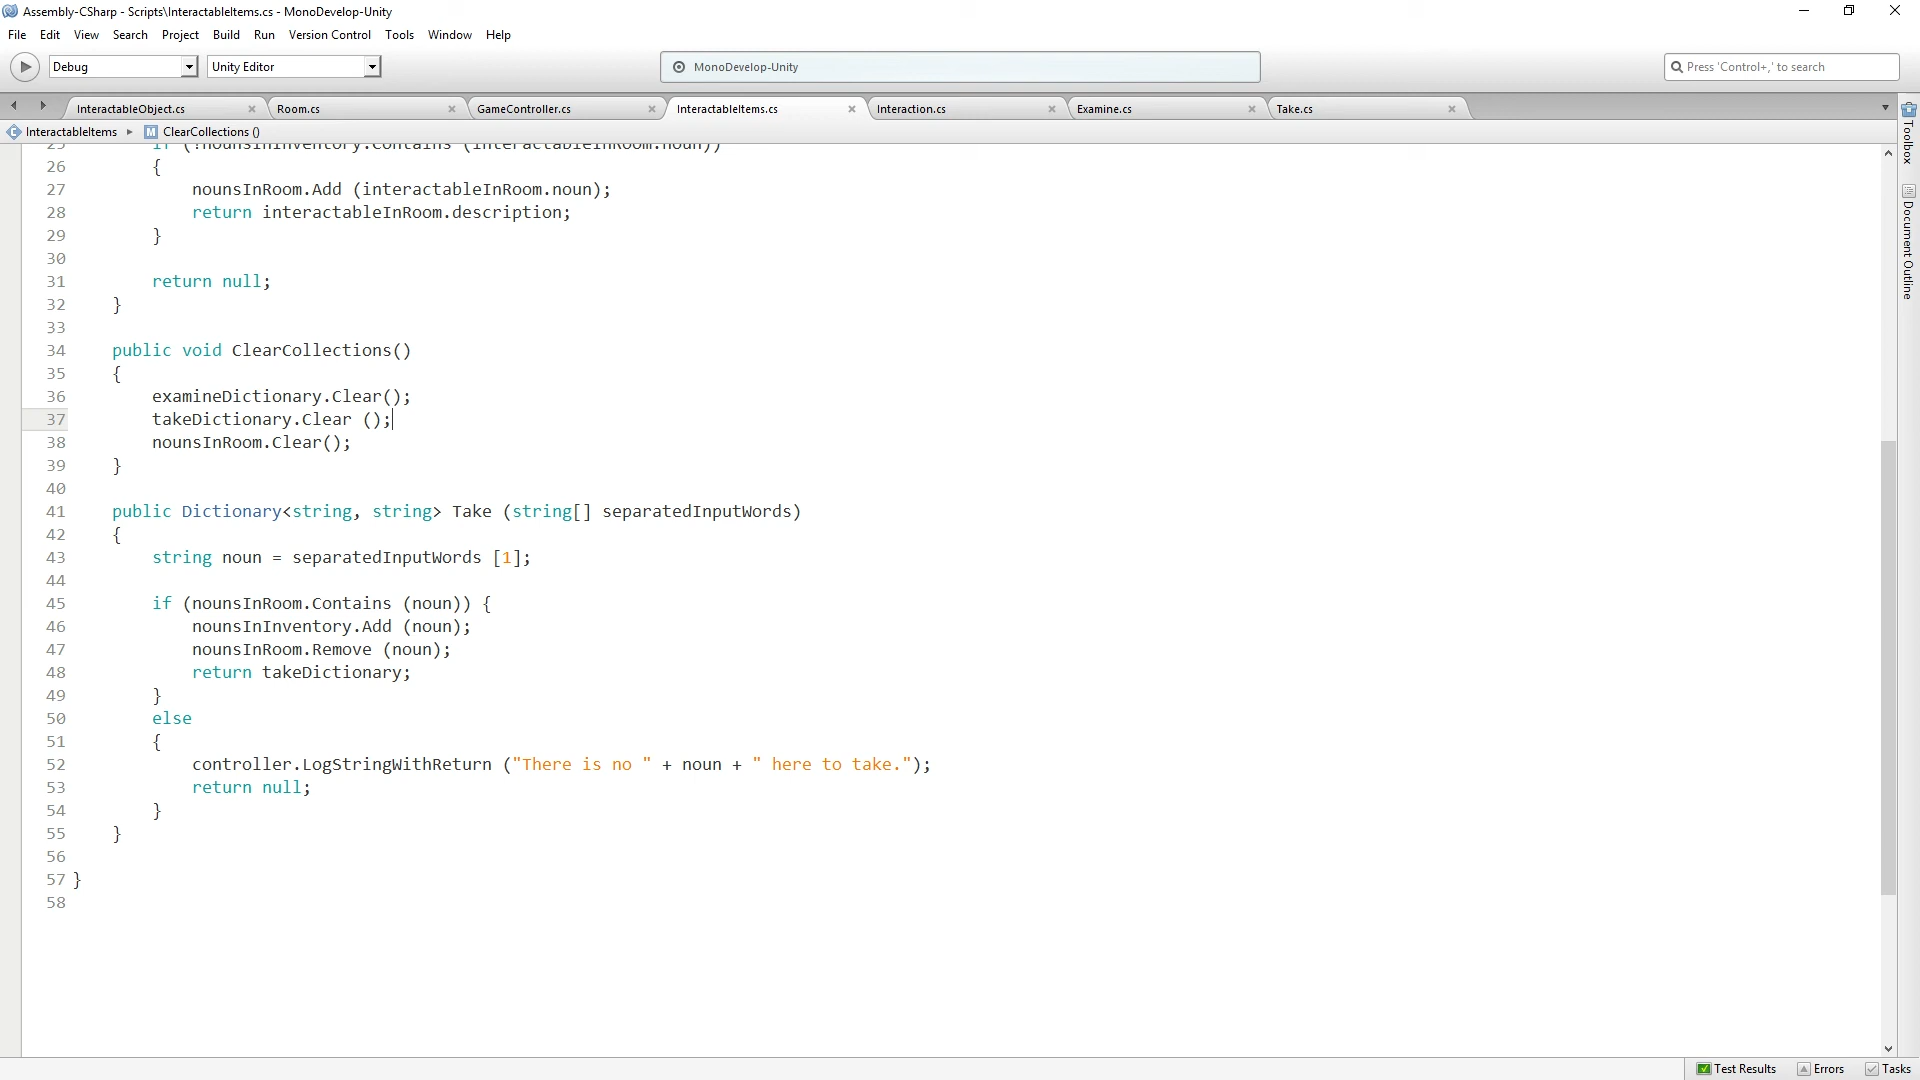 Assembly-CSharp - Scripts\InteractableItems.cs - MonoDevelop-Unity
File Edit View Search Project Build Run Version Control Tools Window Help
Debug Unity Editor MonoDevelop-Unity Press 'Control+,' to search
InteractableObject.cs Room.cs GameController.cs InteractableItems.cs Interaction.cs Examine.cs Take.cs
InteractableItems ClearCollections ()
25 if (!nounsInInventory.Contains (interactableInRoom.noun))
26 {
27 nounsInRoom.Add (interactableInRoom.noun);
28 return interactableInRoom.description;
29 }
30
31 return null;
32 }
33
34 public void ClearCollections()
35 {
36 examineDictionary.Clear();
37 takeDictionary.Clear ();
38 nounsInRoom.Clear();
39 }
40
41 public Dictionary<string, string> Take (string[] separatedInputWords)
42 {
43 string noun = separatedInputWords [1];
44
45 if (nounsInRoom.Contains (noun)) {
46 nounsInInventory.Add (noun);
47 nounsInRoom.Remove (noun);
48 return takeDictionary;
49 }
50 else
51 {
52 controller.LogStringWithReturn ("There is no " + noun + " here to take.");
53 return null;
54 }
55 }
56
57 }
58
Toolbox
Document Outline
Test Results Errors Tasks